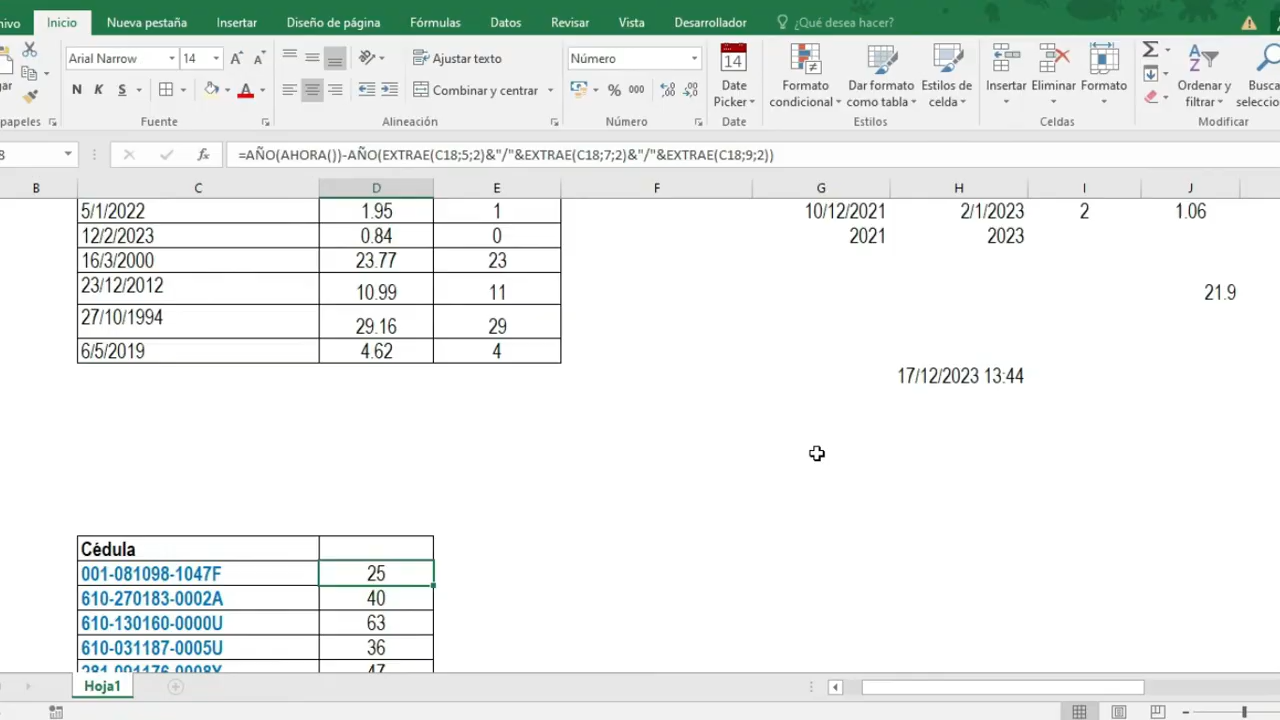 Inicio Nueva pestaña Insertar Diseño de página Fórmulas Datos Revisar Vista Desarrollador ¿Qué desea hacer?
Arial Narrow 14 Ajustar texto Número
N K S Combinar y centrar % 000
14 Date Picker Formato condicional Dar formato como tabla Estilos de celda Insertar Eliminar Formato Ordenar y filtrar
Fuente Alineación Número Date Estilos Celdas Modificar
fx =AÑO(AHORA())-AÑO(EXTRAE(C18;5;2)&"/"&EXTRAE(C18;7;2)&"/"&EXTRAE(C18;9;2))
B C D E F G H I J
5/1/2022 1.95 1 10/12/2021 2/1/2023 2 1.06
12/2/2023 0.84 0 2021 2023
16/3/2000 23.77 23
23/12/2012 10.99 11 21.9
27/10/1994 29.16 29
6/5/2019 4.62 4
17/12/2023 13:44
Cédula
001-081098-1047F 25
610-270183-0002A 40
610-130160-0000U 63
610-031187-0005U 36
281-091176-0008Y 47
Hoja1